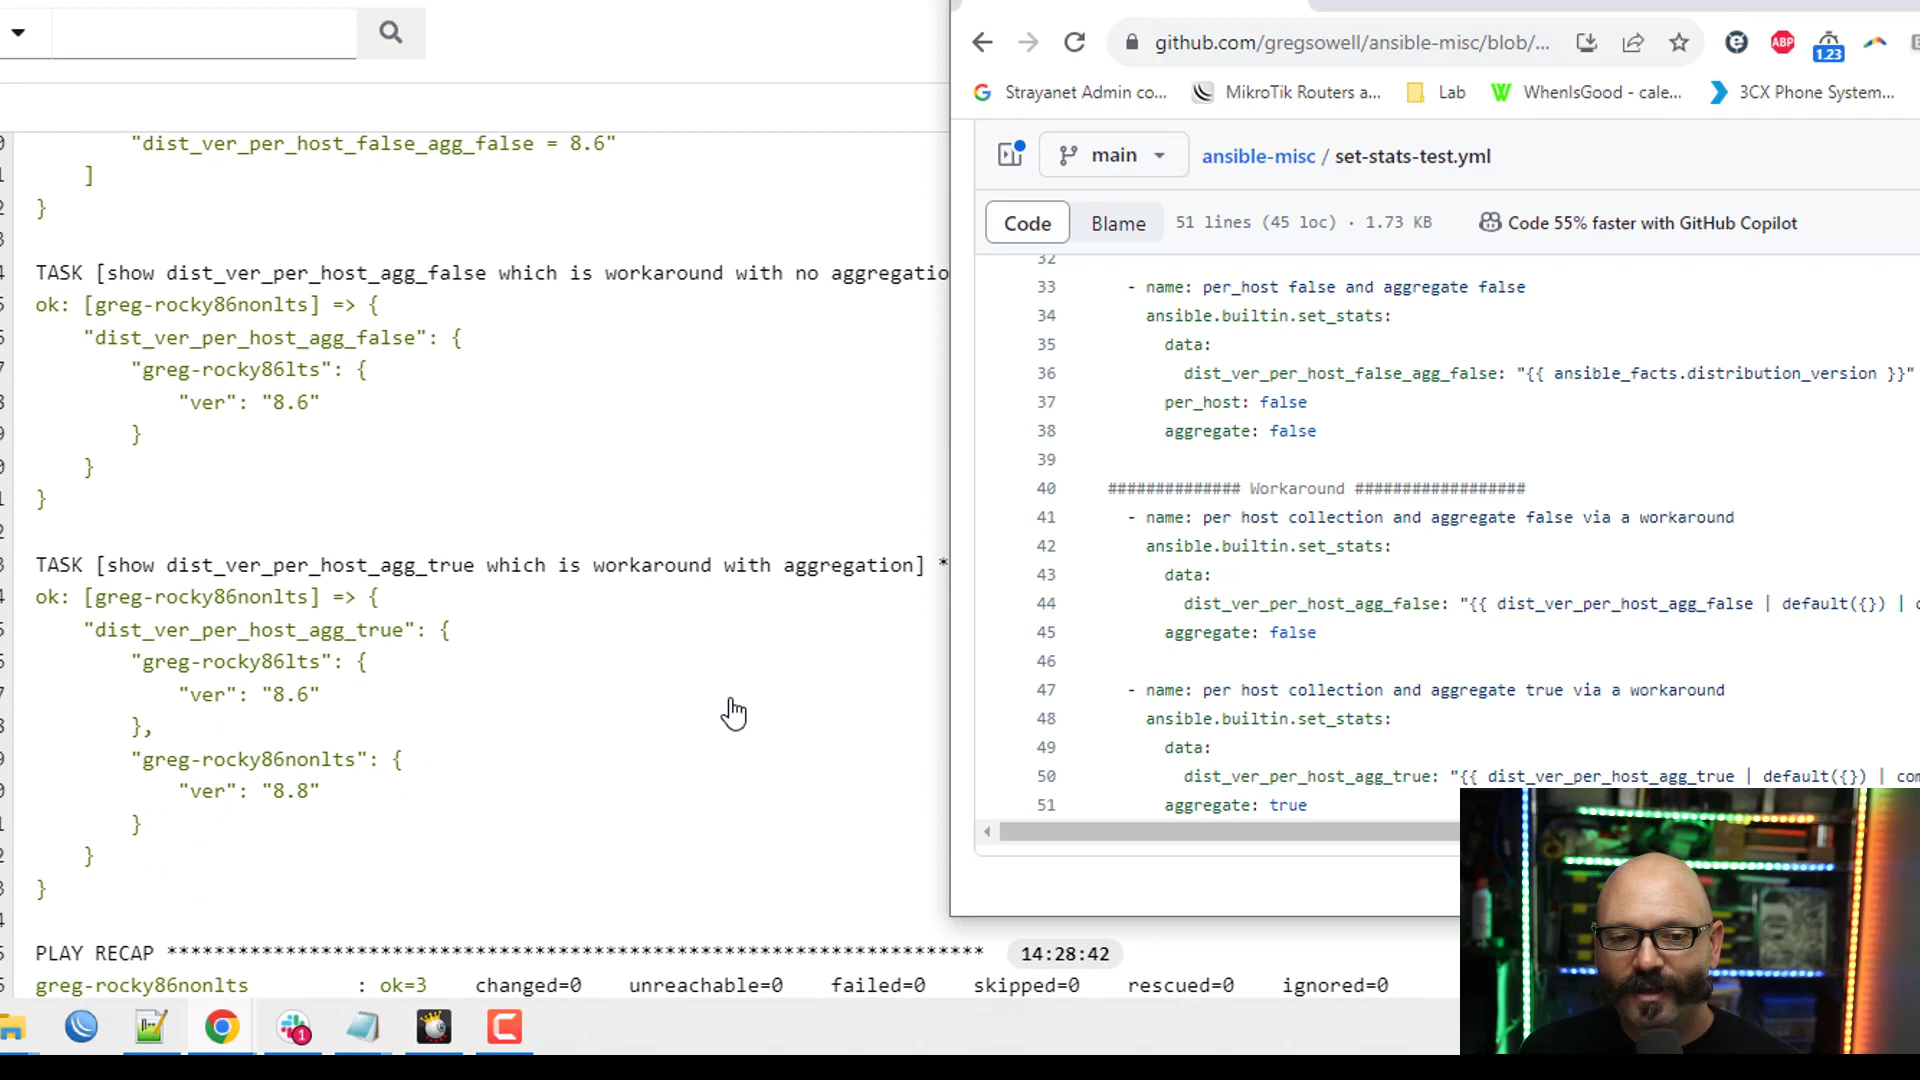 "dist_ver_per_host_false_agg_false = 8.6"
]
}
TASK [show dist_ver_per_host_agg_false which is workaround with no aggregatio
ok: [greg-rocky86nonlts] => {
"dist_ver_per_host_agg_false": {
"greg-rocky86lts": {
"ver": "8.6"
}
}
}
TASK [show dist_ver_per_host_agg_true which is workaround with aggregation] *
ok: [greg-rocky86nonlts] => {
"dist_ver_per_host_agg_true": {
"greg-rocky86lts": {
"ver": "8.6"
},
"greg-rocky86nonlts": {
"ver": "8.8"
}
}
}
PLAY RECAP ********************************************************************* 14:28:42
greg-rocky86nonlts : ok=3 changed=0 unreachable=0 failed=0 skipped=0 rescued=0 ignored=0
github.com/gregsowell/ansible-misc/blob/...
ABP
1.23
Strayanet Admin co... MikroTik Routers a... Lab WhenIsGood - cale... 3CX Phone System...
main ansible-misc / set-stats-test.yml
Code Blame 51 lines (45 loc) · 1.73 KB Code 55% faster with GitHub Copilot
32
33 - name: per_host false and aggregate false
34 ansible.builtin.set_stats:
35 data:
36 dist_ver_per_host_false_agg_false: "{{ ansible_facts.distribution_version }}"
37 per_host: false
38 aggregate: false
39
40 ############## Workaround ##################
41 - name: per host collection and aggregate false via a workaround
42 ansible.builtin.set_stats:
43 data:
44 dist_ver_per_host_agg_false: "{{ dist_ver_per_host_agg_false | default({}) | c
45 aggregate: false
46
47 - name: per host collection and aggregate true via a workaround
48 ansible.builtin.set_stats:
49 data:
50 dist_ver_per_host_agg_true: "{{ dist_ver_per_host_agg_true | default({}) | com
51 aggregate: true
1